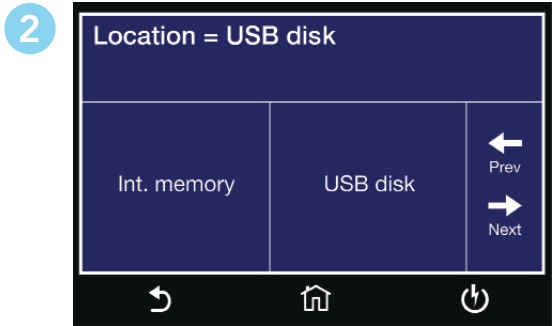 2
Location = USB disk
Int. memory
USB disk
Prev
Next